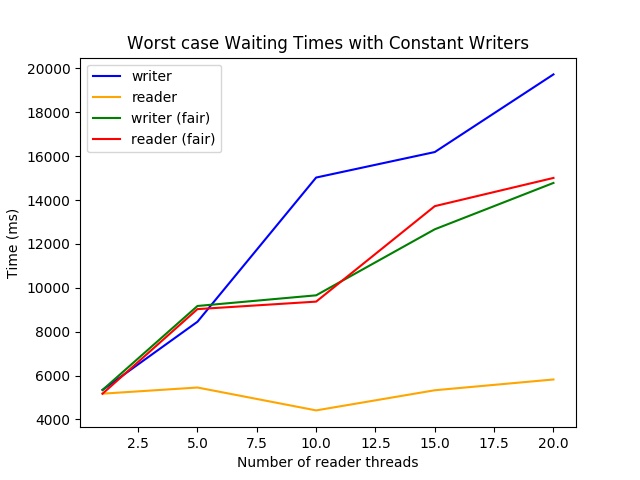 Worst case Waiting Times with Constant Writers
writer
reader
writer (fair)
reader (fair)
Time (ms)
20000
18000
16000
14000
12000
10000
8000
6000
4000
2.5 5.0 7.5 10.0 12.5 15.0 17.5 20.0
Number of reader threads